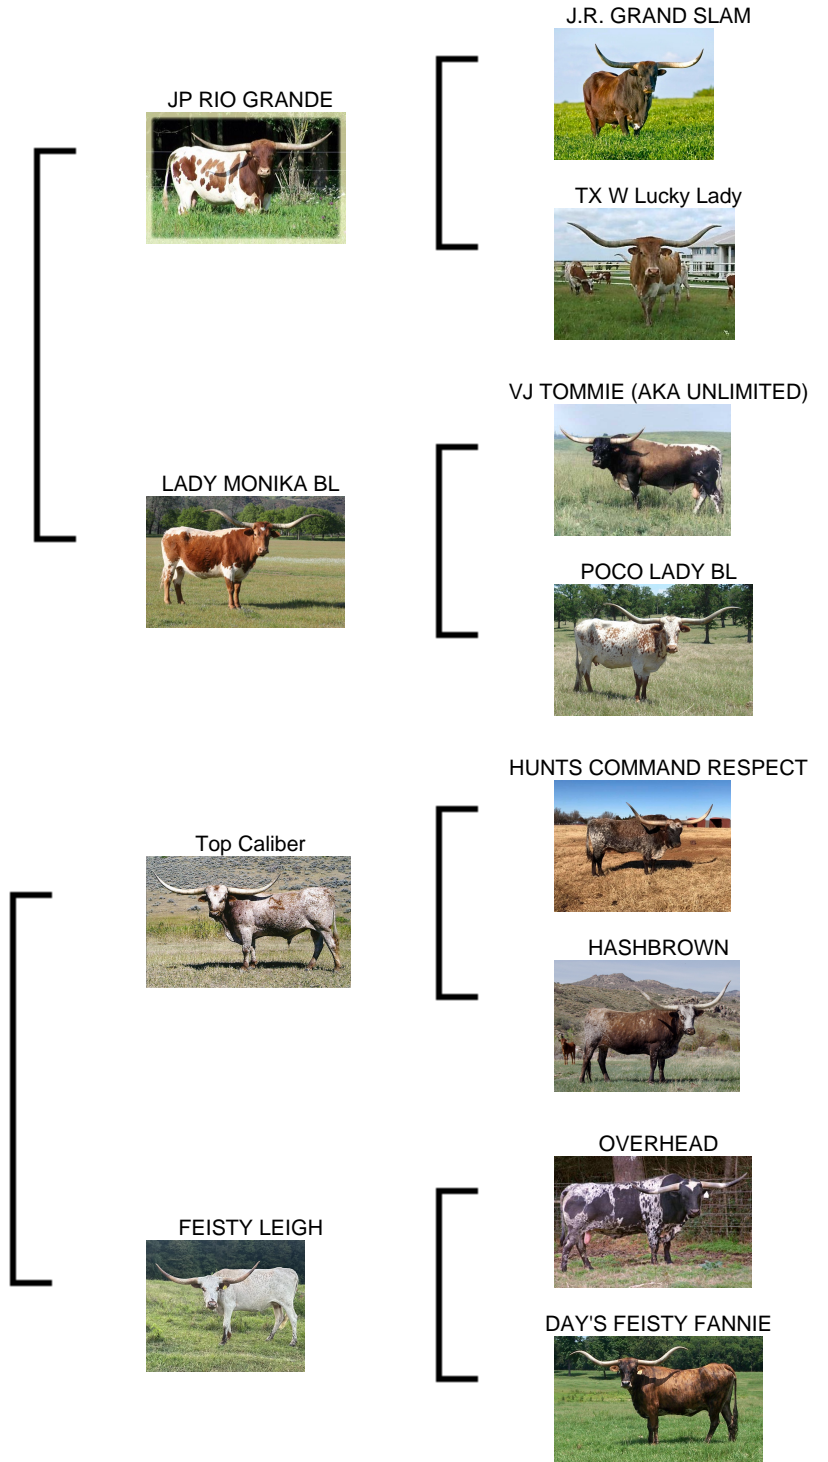 J.R. GRAND SLAM
JP RIO GRANDE
TX W Lucky Lady
VJ TOMMIE (AKA UNLIMITED)
LADY MONIKA BL
POCO LADY BL
HUNTS COMMAND RESPECT
Top Caliber
HASHBROWN
OVERHEAD
FEISTY LEIGH
DAY'S FEISTY FANNIE